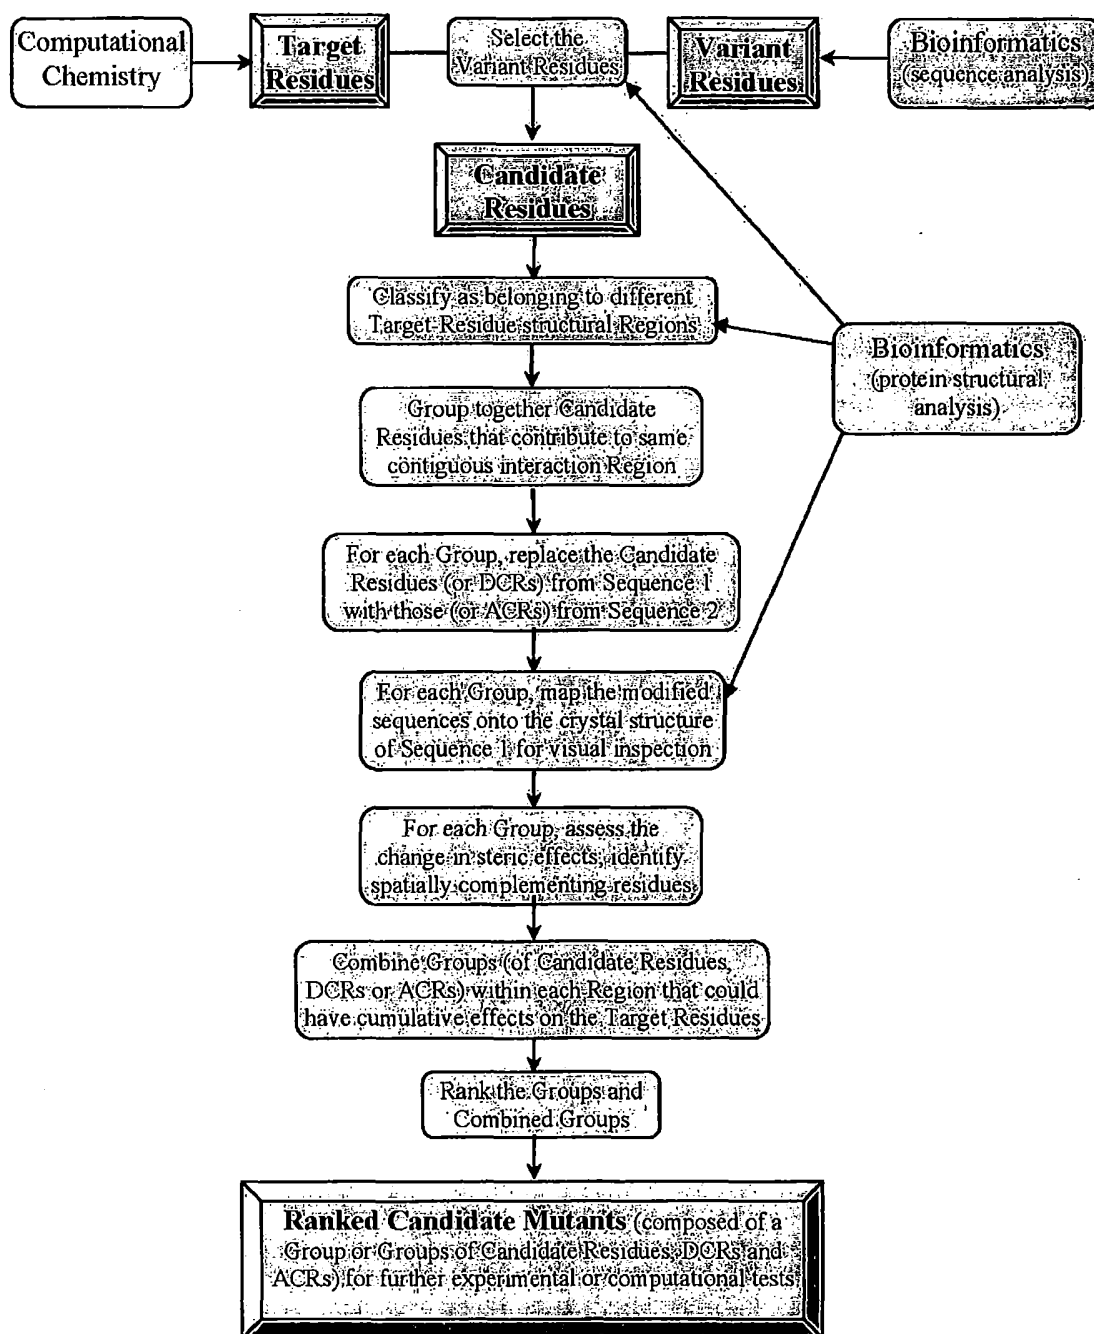 Computational
Chemistry
Target
Residues
Select the
Variant Residues
Variant
Residues
Bioinformatics
(sequence analysis)
Candidate
Residues
Classify as belonging to different
Target-Residue structural Regions
Bioinformatics
(protein structural
analysis)
Group together Candidate
Residues that contribute to same
contiguous interaction Region
For each Group, replace the Candidate
Residues (or DCRs) from Sequence 1
with those (or ACRs) from Sequence 2
For each Group, map the modified
sequences onto the crystal structure
of Sequence 1 for visual inspection
For each Group, assess the
change in steric effects, identify
spatially complementing residues
Combine Groups (of Candidate Residues,
DCRs or ACRs) within each Region that could
have cumulative effects on the Target Residues
Rank the Groups and
Combined Groups
Ranked Candidate Mutants (composed of a
Group or Groups of Candidate Residues, DCRs and
ACRs) for further experimental or computational tests